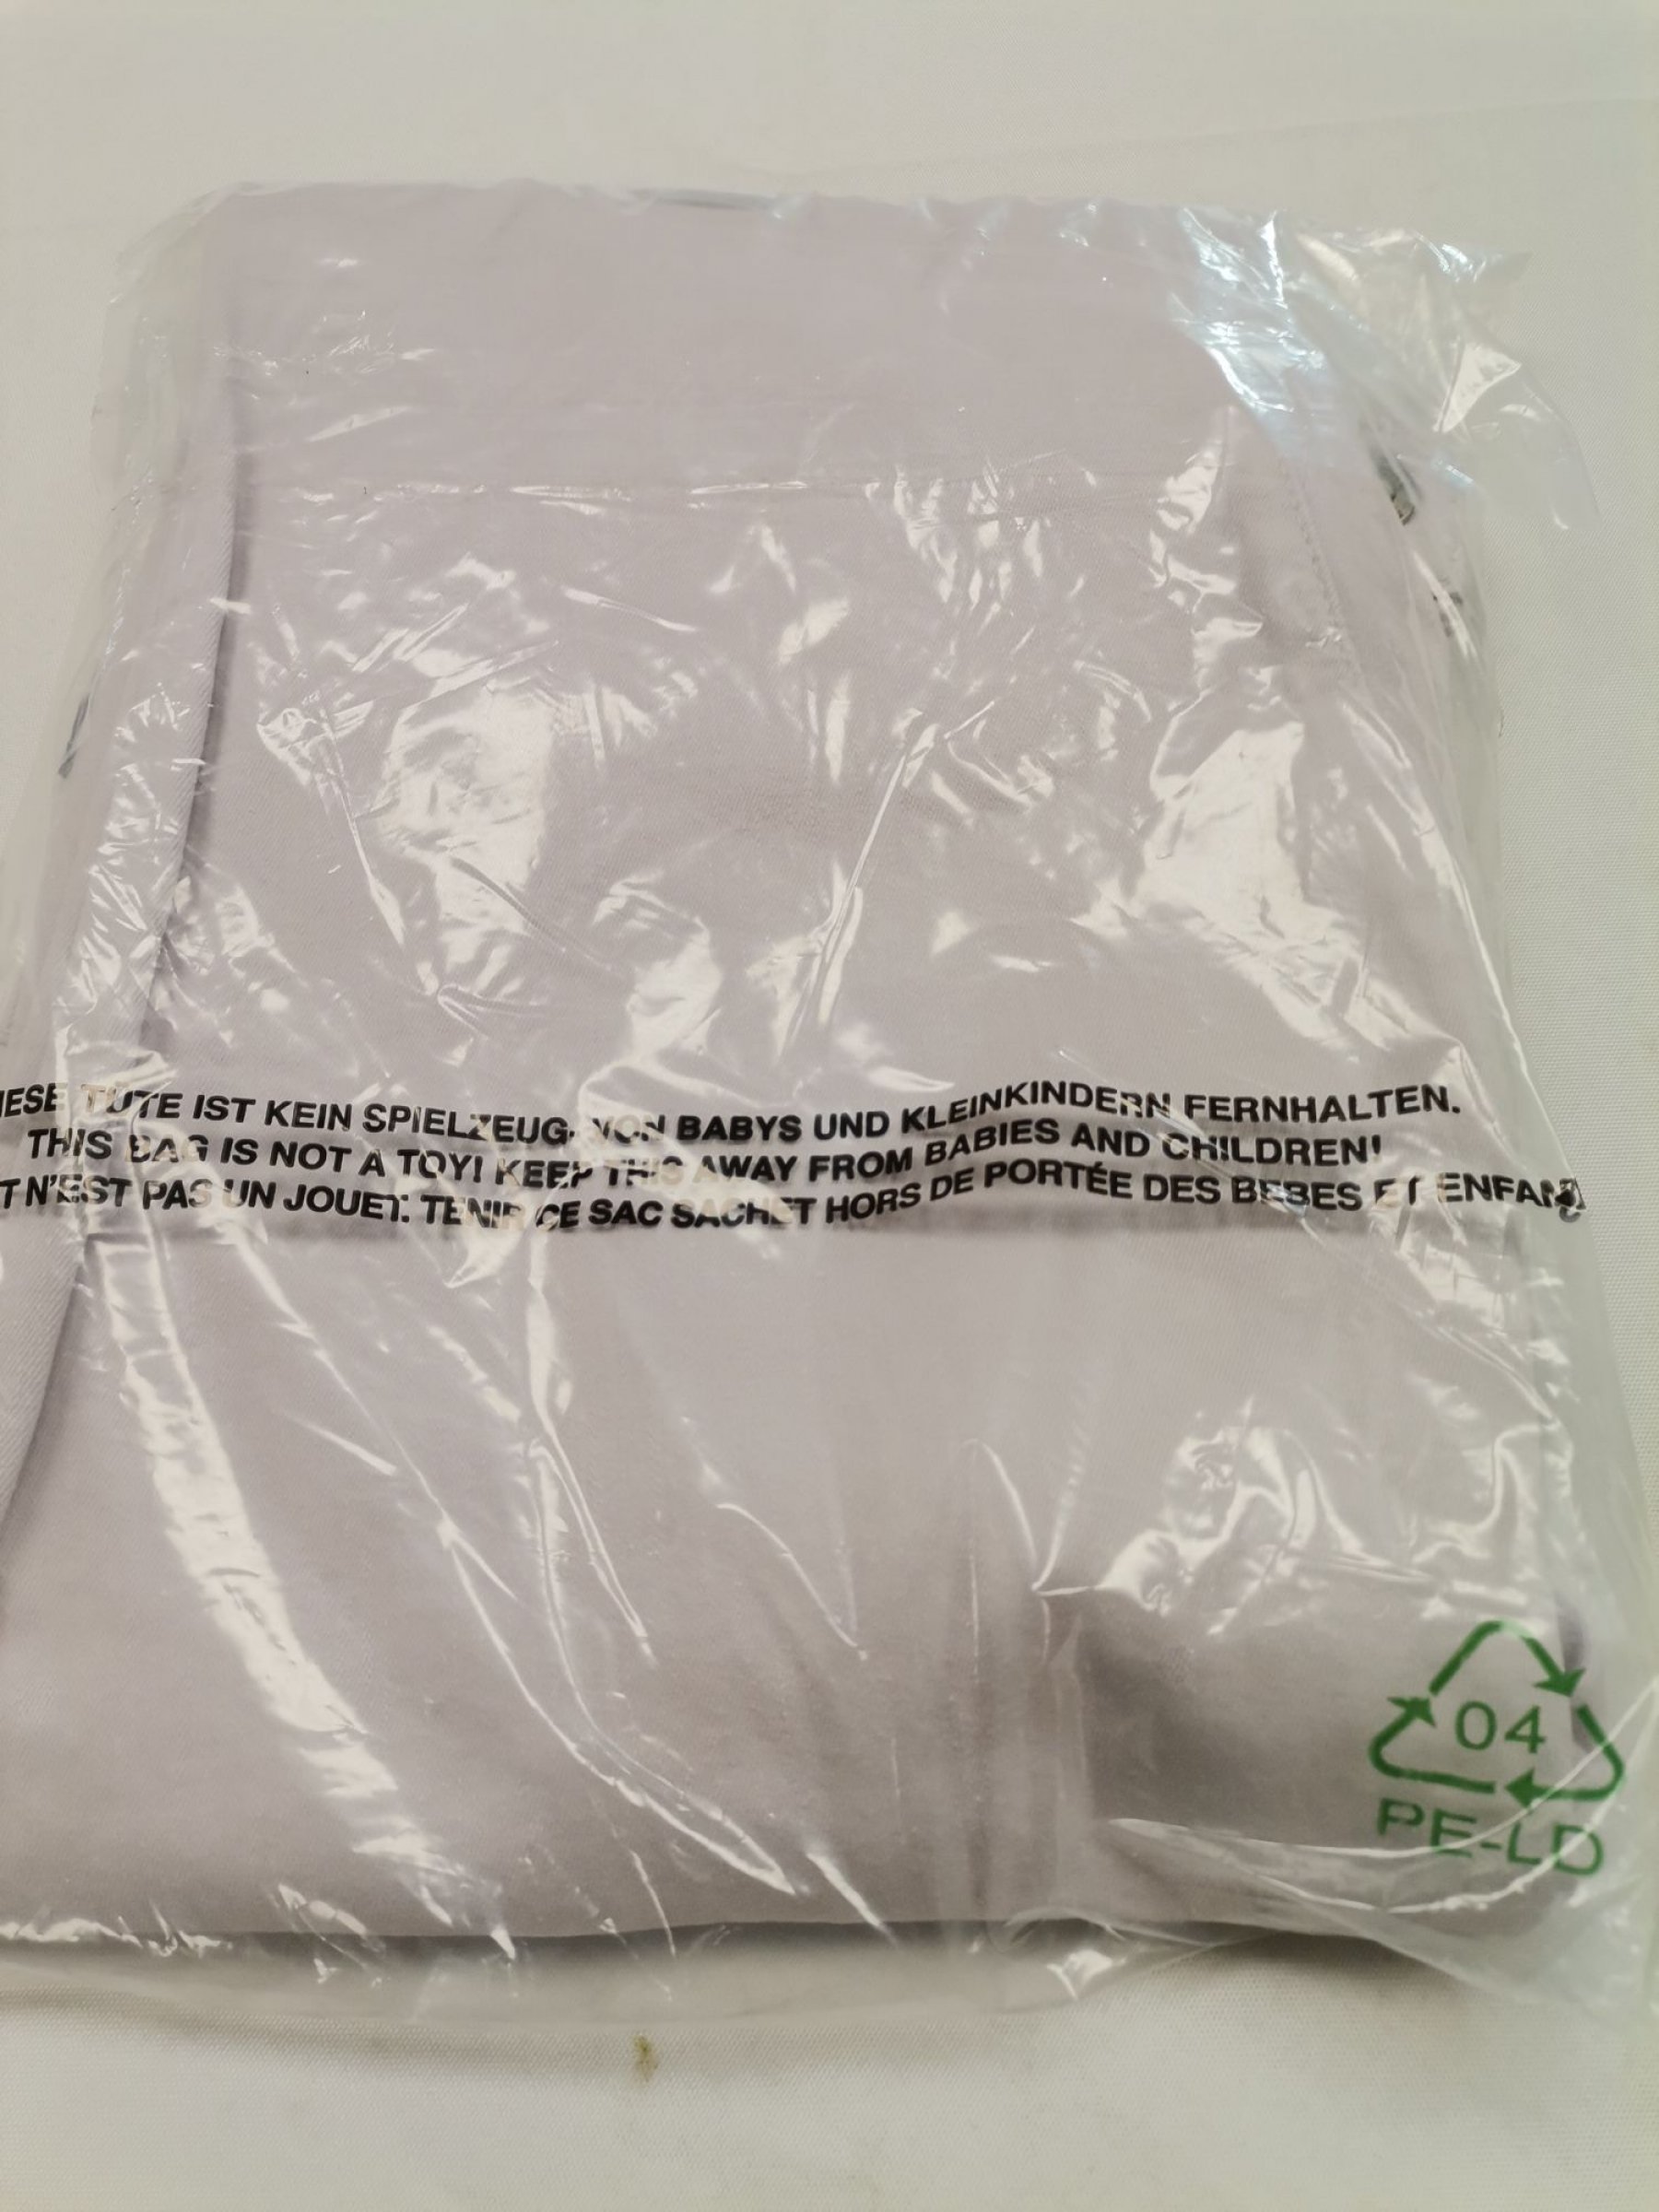 IESE TÜTE IST KEIN SPIELZEUG. VON BABYS UND KLEINKINDERN FERNHALTEN.
THIS BAG IS NOT A TOY! KEEP THIS AWAY FROM BABIES AND CHILDREN!
T N'EST PAS UN JOUET. TENIR CE SAC SACHET HORS DE PORTÉE DES BEBES ET ENFAN
04
PE-LD